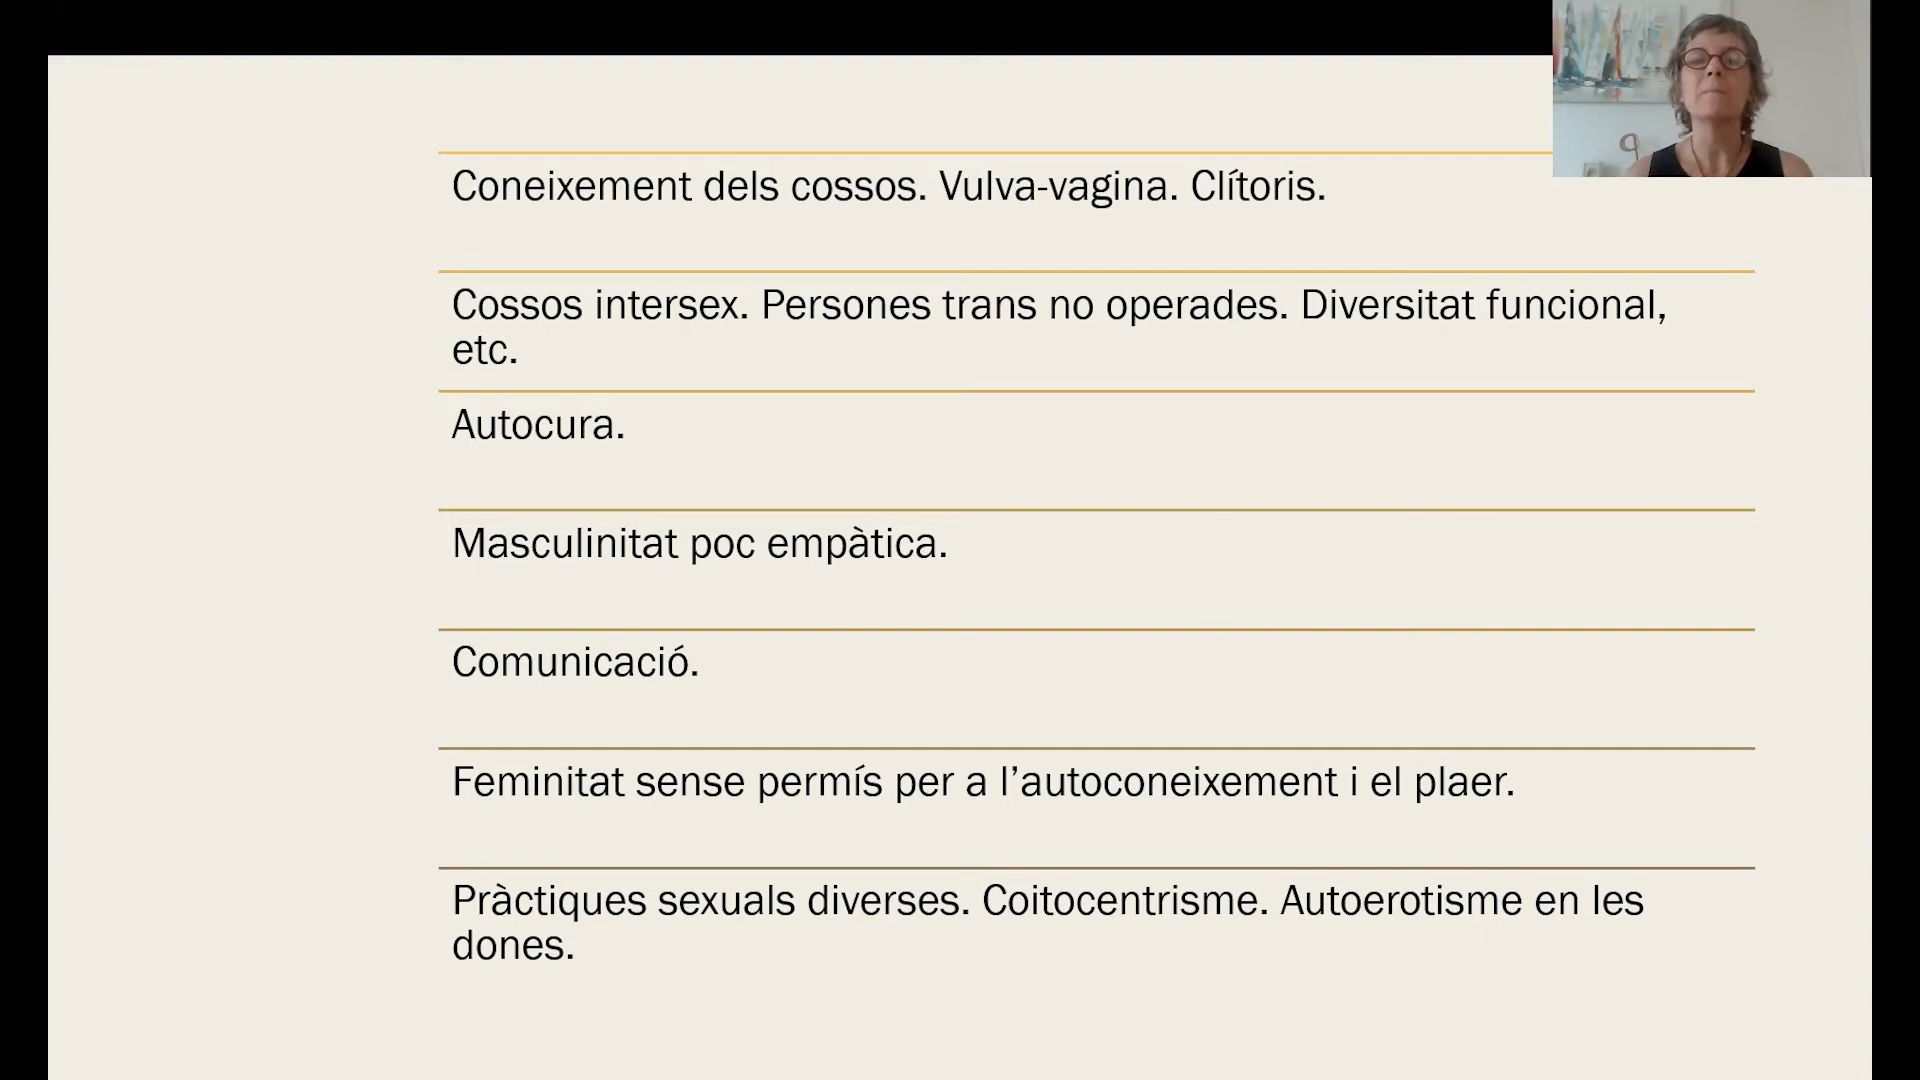 Coneixement dels cossos. Vulva-vagina. Clítoris.
Cossos intersex. Persones trans no operades. Diversitat funcional,
etc.
Autocura.
Masculinitat poc empàtica.
Comunicació.
Feminitat sense permís per a l’autoconeixement i el plaer.
Pràctiques sexuals diverses. Coitocentrisme. Autoerotisme en les
dones.